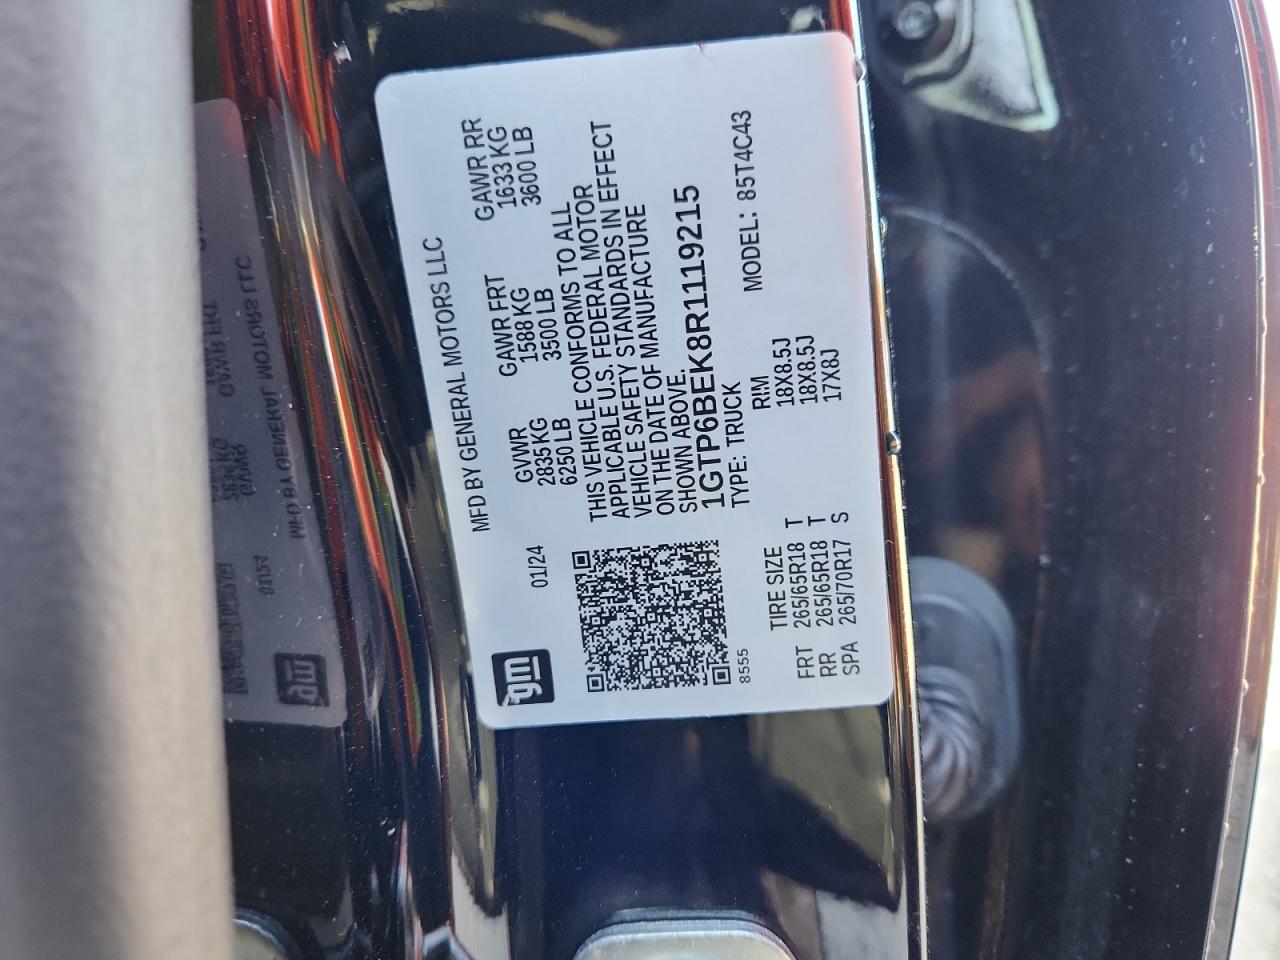 gm
MFD BY GENERAL MOTORS LLC
01/24
GVWR GAWR FRT GAWR RR
2835 KG 1588 KG 1633 KG
6250 LB 3500 LB 3600 LB
THIS VEHICLE CONFORMS TO ALL
APPLICABLE U.S. FEDERAL MOTOR
VEHICLE SAFETY STANDARDS IN EFFECT
ON THE DATE OF MANUFACTURE
SHOWN ABOVE.
1GTP6BEK8R1119215
TYPE: TRUCK MODEL: 85T4C43
8555
TIRE SIZE RIM
FRT 265/65R18 T 18X8.5J
RR 265/65R18 T 18X8.5J
SPA 265/70R17 S 17X8J